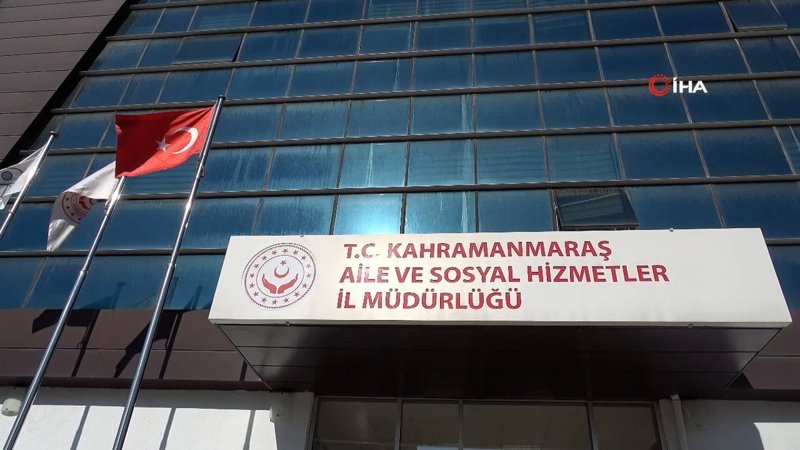 İHA
T.C. KAHRAMANMARAŞ
AİLE VE SOSYAL HİZMETLER
İL MÜDÜRLÜĞÜ